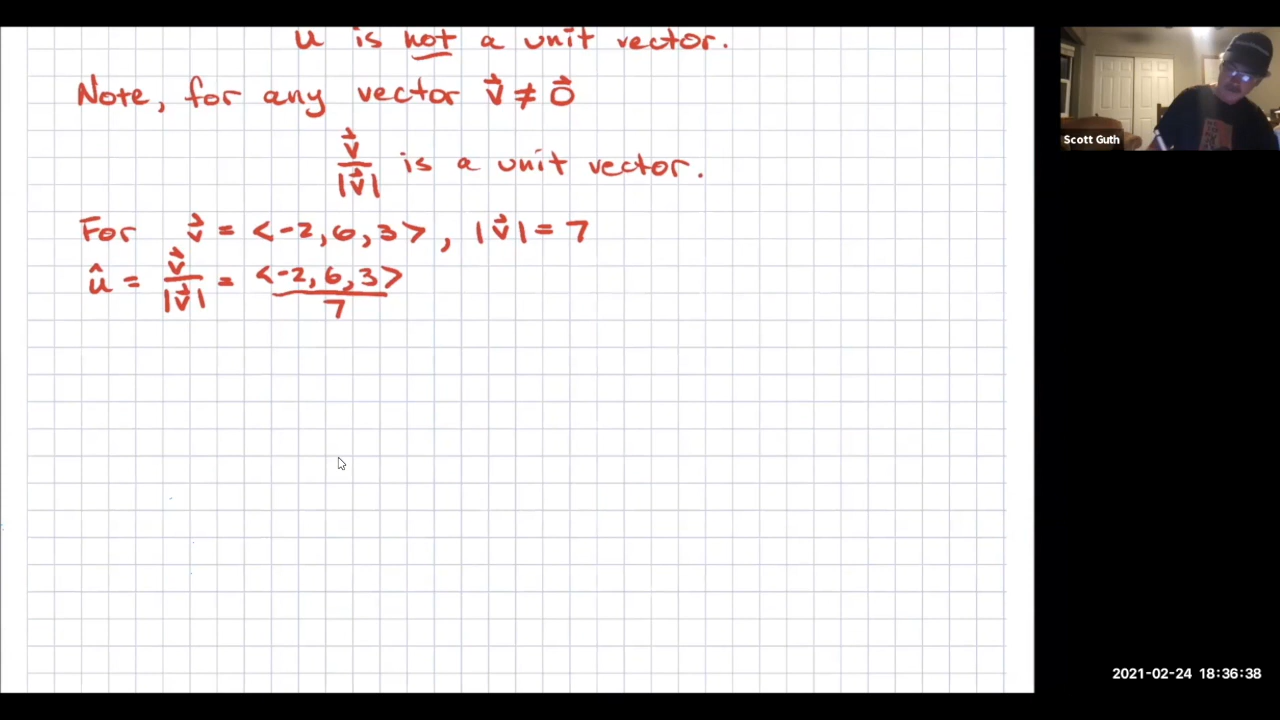 u is not a unit vector.
Note, for any vector v⃗ ≠ 0⃗
v⃗/|v⃗| is a unit vector.
For v⃗ = <-2, 6, 3>, |v⃗| = 7
û = v⃗/|v⃗| = <-2, 6, 3>/7
Scott Guth
2021-02-24 18:36:38